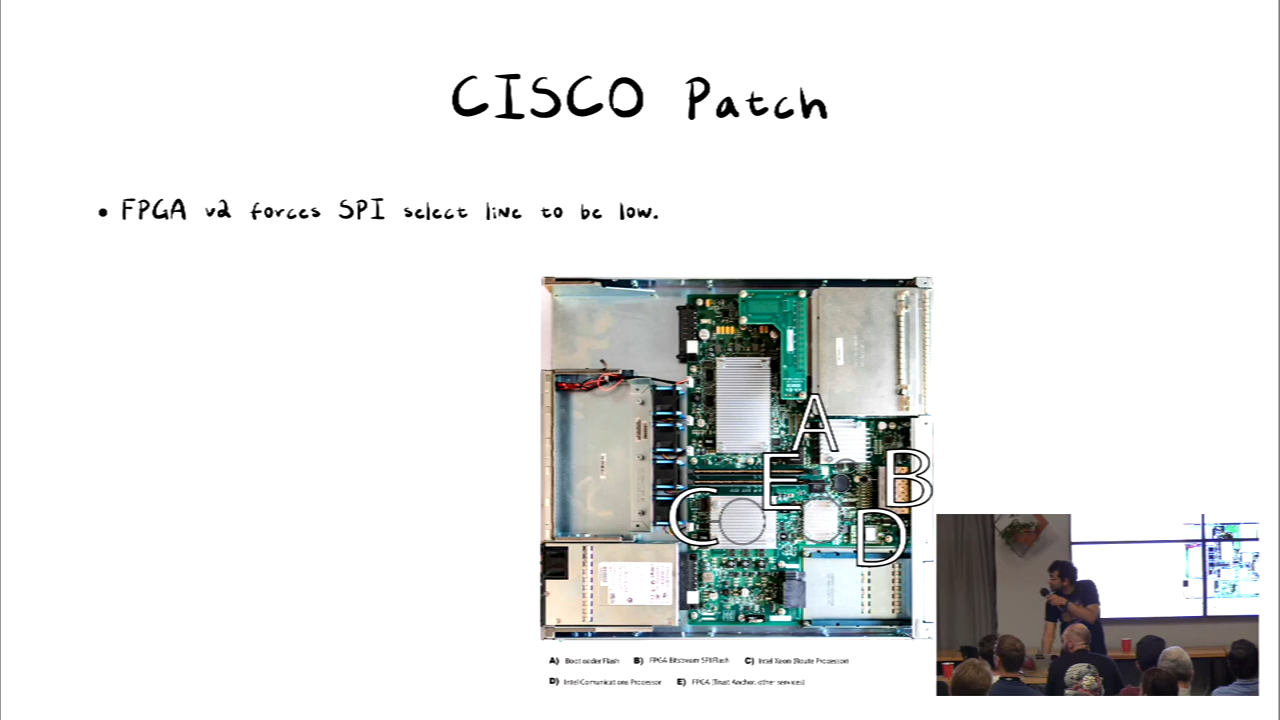 CISCO Patch
• FPGA v2 forces SPI select line to be low.
A
E
B
C
D
A) Bootloader Flash B) FPGA Bitstream SPI Flash C) Intel Xeon (Route Processor)
D) Intel Comunications Processor E) FPGA (Trust Anchor, other services)